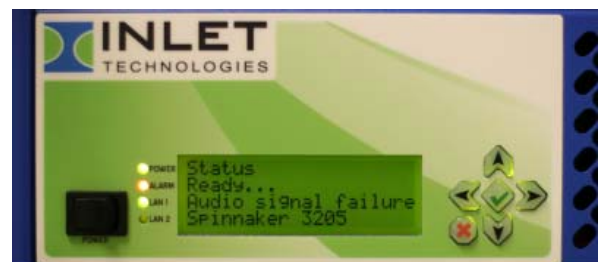 INLET
TECHNOLOGIES
POWER
ALARM
LAN 1
LAN 2
Status
Ready...
Audio signal failure
Spinnaker 3205
POWER